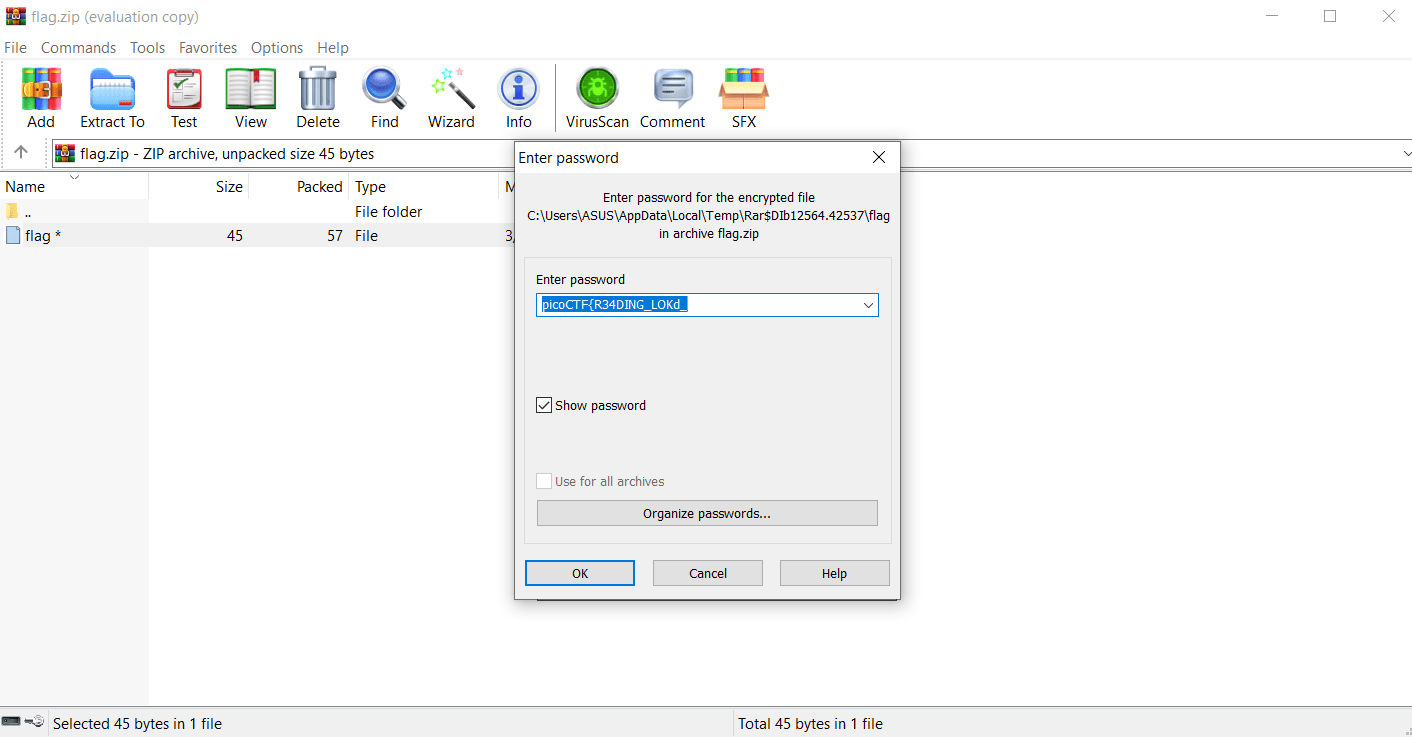 flag.zip (evaluation copy)
File Commands Tools Favorites Options Help
Add Extract To Test View Delete Find Wizard Info VirusScan Comment SFX
flag.zip - ZIP archive, unpacked size 45 bytes
Name Size Packed Type M
.. File folder
flag * 45 57 File 3,
Enter password
Enter password for the encrypted file
C:\Users\ASUS\AppData\Local\Temp\Rar$DIb12564.42537\flag
in archive flag.zip
Enter password
picoCTF{R34DING_LOKd_
Show password
Use for all archives
Organize passwords...
OK Cancel Help
Selected 45 bytes in 1 file Total 45 bytes in 1 file